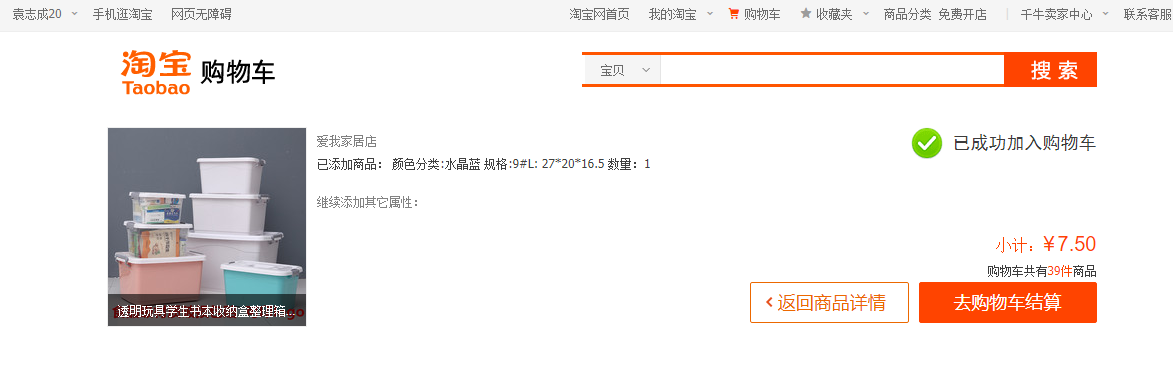 袁志成20 手机逛淘宝 网页无障碍 淘宝网首页 我的淘宝 购物车 收藏夹 商品分类 免费开店 千牛卖家中心 联系客服
淘宝 购物车
Taobao
宝贝 搜 索
爱我家居店
已添加商品： 颜色分类:水晶蓝 规格:9#L: 27*20*16.5 数量：1
继续添加其它属性：
已成功加入购物车
小计：¥7.50
购物车共有39件商品
透明玩具学生书本收纳盒整理箱...
返回商品详情 去购物车结算